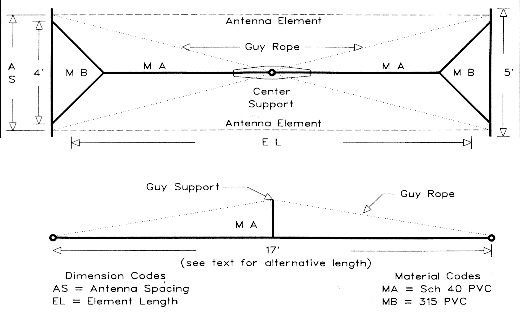 Antenna Element
Guy Rope
A
S
4'
M B
M A
M A
M B
5'
Center
Support
Antenna Element
E L
Guy Support
Guy Rope
M A
17'
(see text for alternative length)
Dimension Codes
AS = Antenna Spacing
EL = Element Length
Material Codes
MA = Sch 40 PVC
MB = 315 PVC